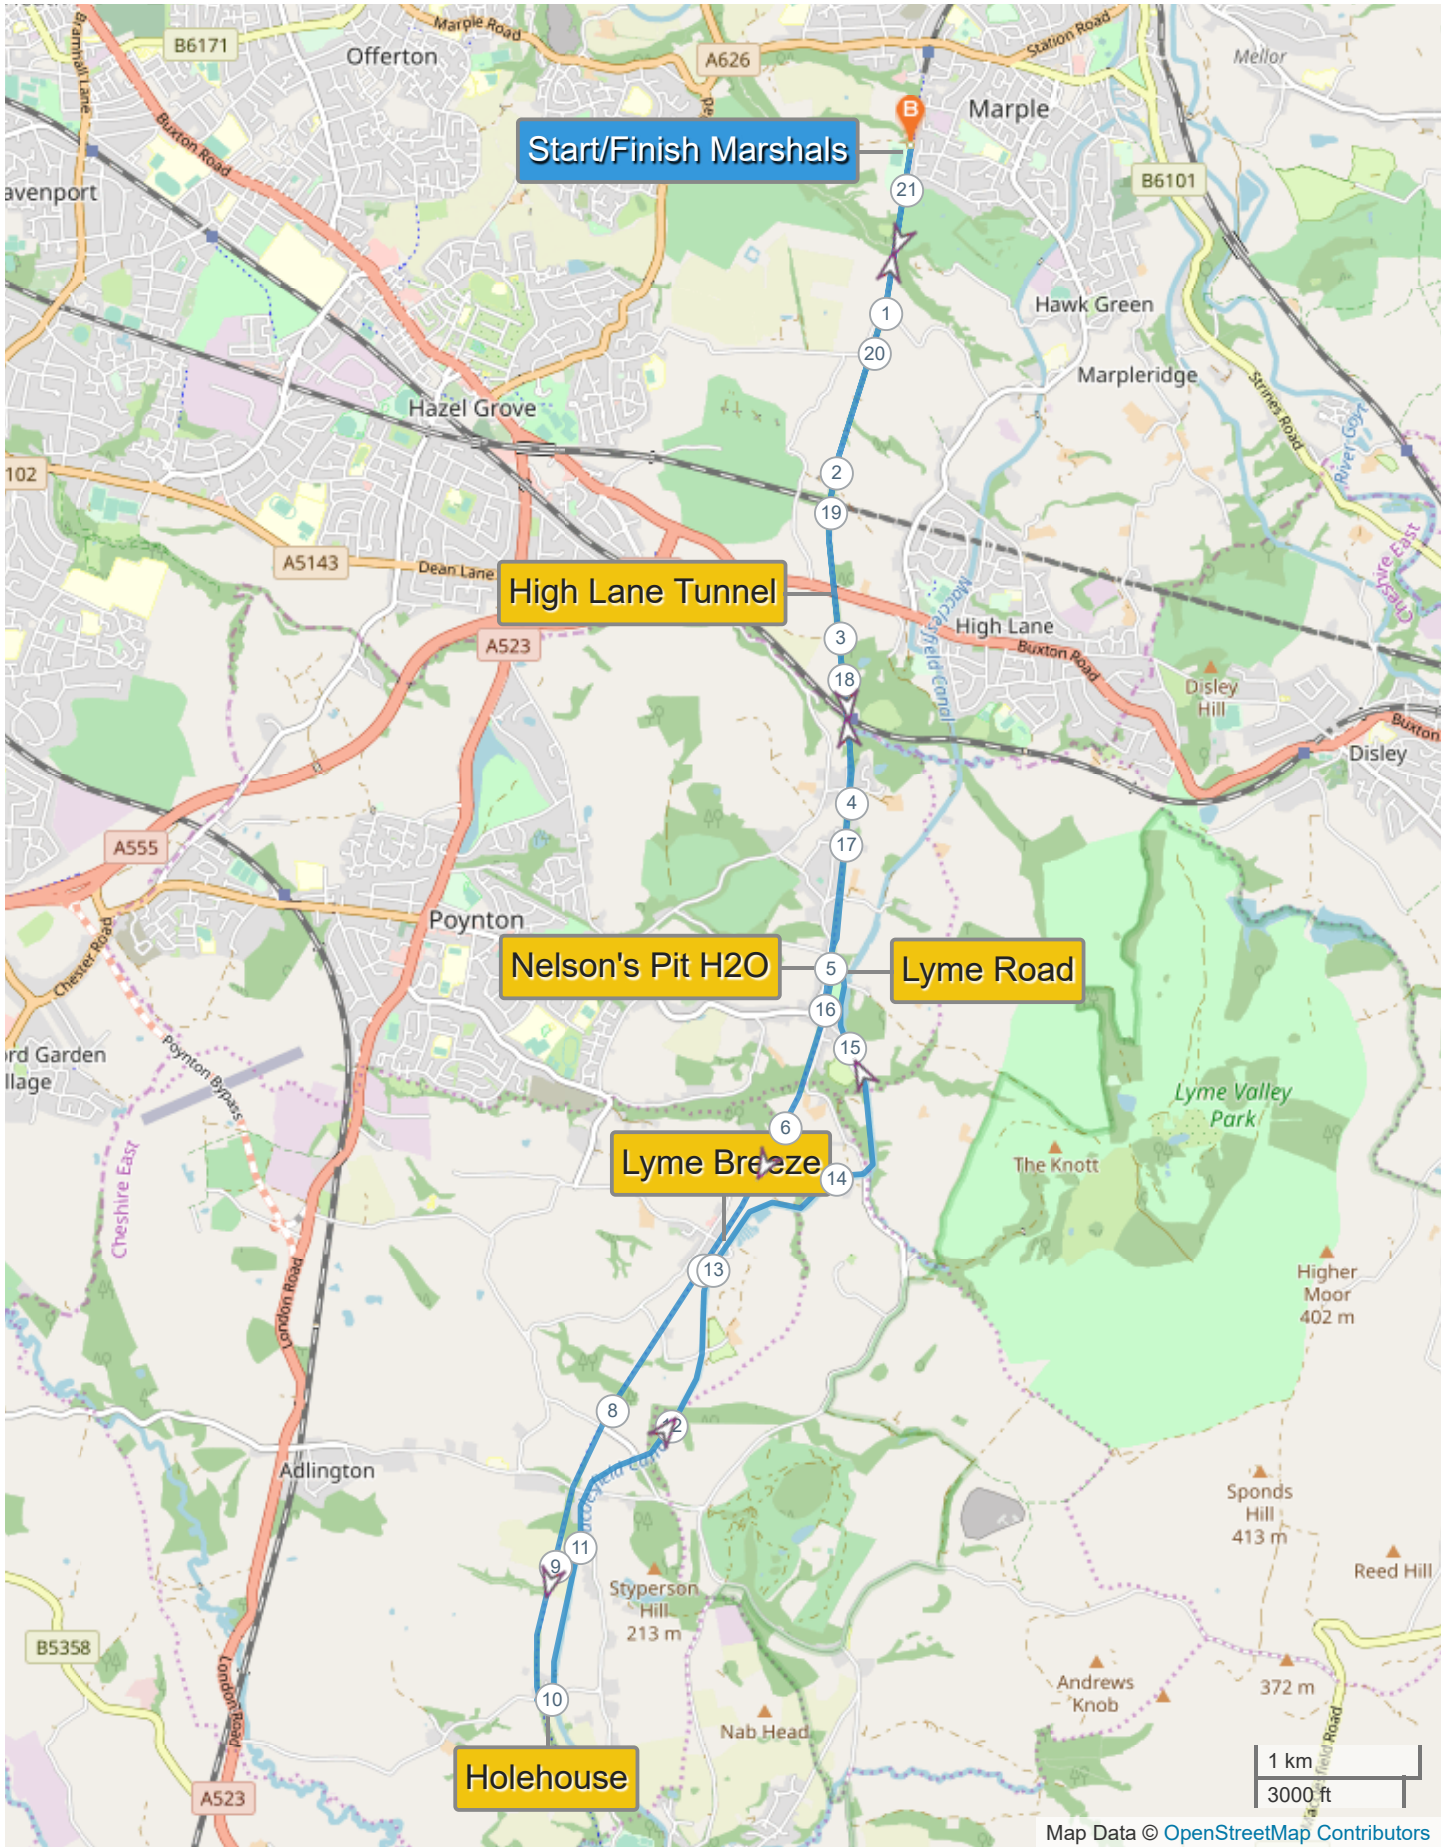 Bramhall Lane
B6171
Offerton
Marple Road
A626
Station Road
Mellor
Marple
B
Buxton Road
Start/Finish Marshals
21
B6101
avenport
1
Hawk Green
20
Marpleridge
Strines Road
River Goyt
Hazel Grove
2
102
19
A5143
Dean Lane
High Lane Tunnel
Macclesfield Canal
High Lane
Buxton Road
Cheshire East
A523
3
18
Disley
Hill
Buxton
Disley
4
A555
17
Poynton
Chester Road
Nelson's Pit H2O
5
Lyme Road
16
15
rd Garden
illage
Poynton Bypass
Lyme Valley
Park
6
Lyme Breeze
14
The Knott
Cheshire East
13
London Road
Higher
Moor
402 m
8
12
Adlington
Sponds
Hill
413 m
11
9
Styperson
Hill
213 m
Reed Hill
B5358
London Road
Andrews
Knob
372 m
10
Nab Head
Holehouse
A523
1 km
3000 ft
Map Data © OpenStreetMap Contributors